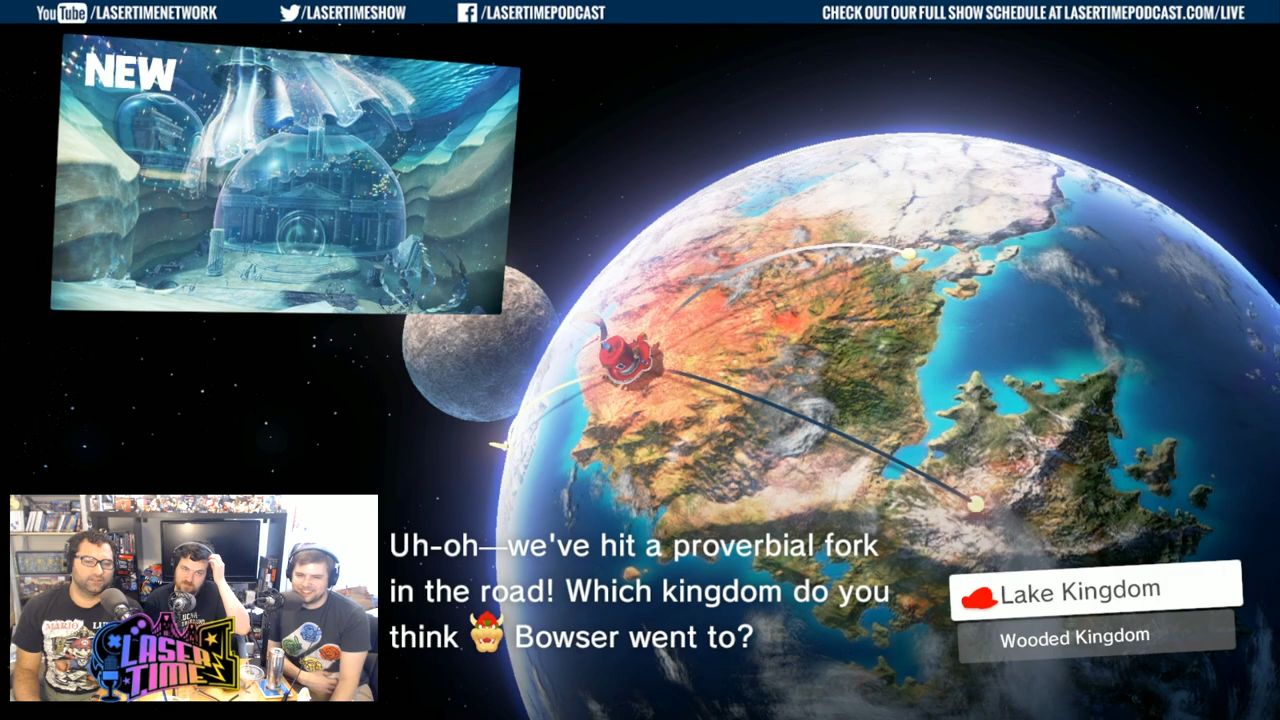 YouTube /LASERTIMENETWORK /LASERTIMESHOW /LASERTIMEPODCAST CHECK OUT OUR FULL SHOW SCHEDULE AT LASERTIMEPODCAST.COM/LIVE
NEW
Uh-oh—we've hit a proverbial fork
in the road! Which kingdom do you
think Bowser went to?
Lake Kingdom
Wooded Kingdom
MARIO
LASER
TIME